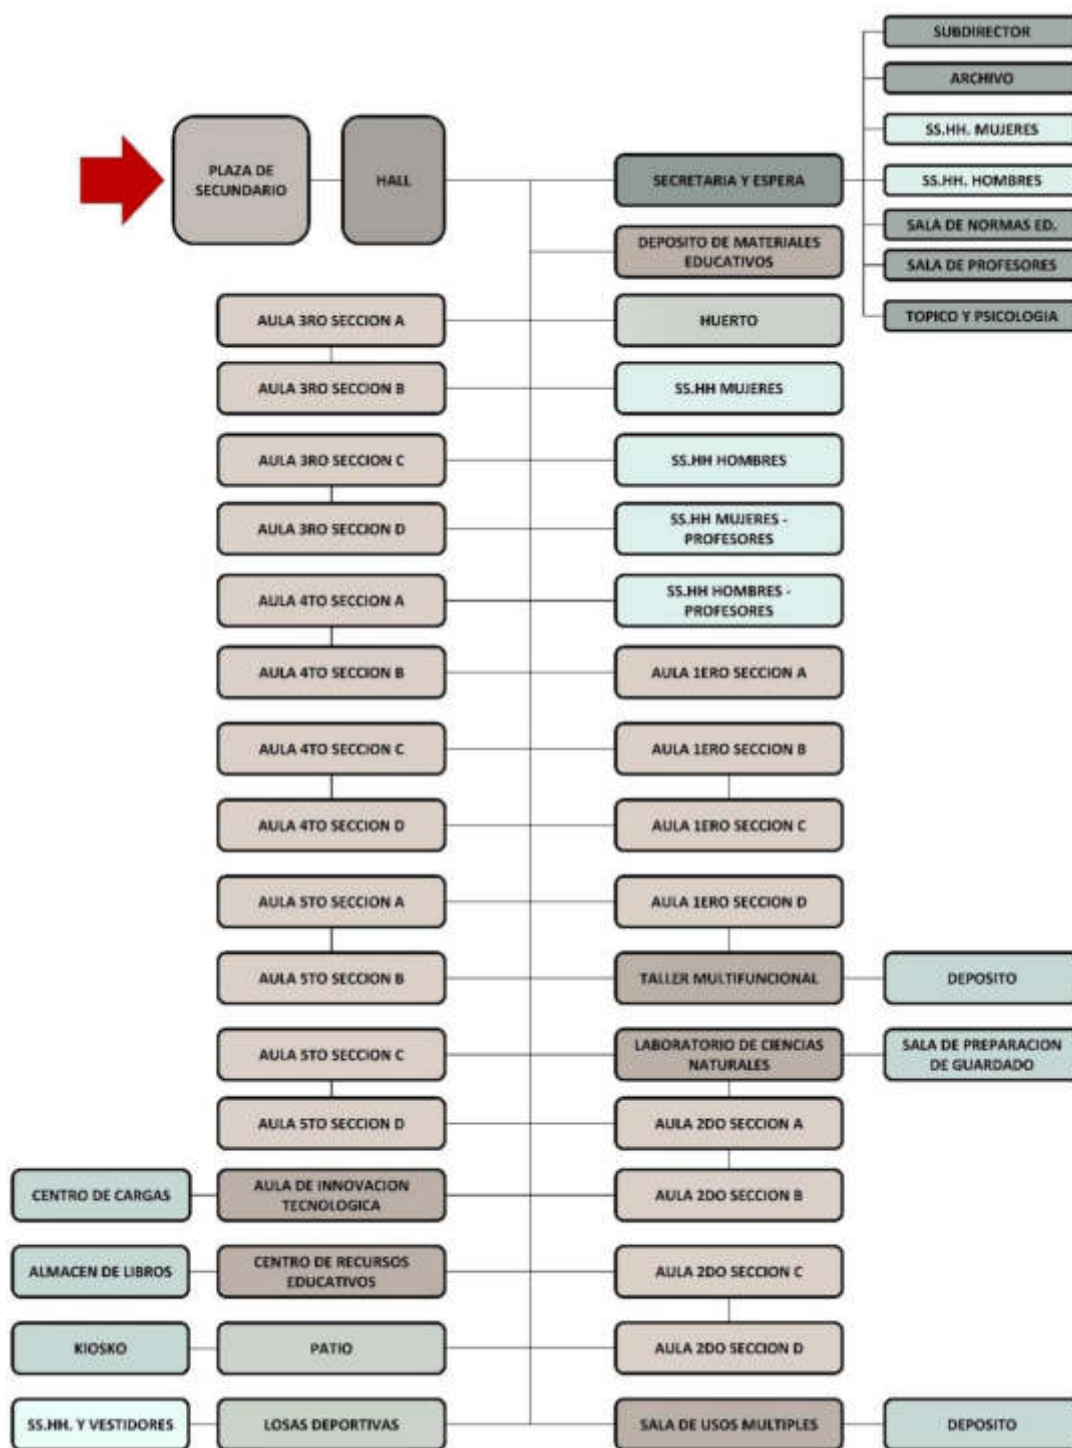 SUBDIRECTOR
ARCHIVO
SS.HH. MUJERES
SS.HH. HOMBRES
SALA DE NORMAS ED.
SALA DE PROFESORES
TOPICO Y PSICOLOGIA
PLAZA DE
SECUNDARIO
HALL
SECRETARIA Y ESPERA
DEPOSITO DE MATERIALES
EDUCATIVOS
AULA 3RO SECCION A
HUERTO
AULA 3RO SECCION B
SS.HH MUJERES
AULA 3RO SECCION C
SS.HH HOMBRES
AULA 3RO SECCION D
SS.HH MUJERES -
PROFESORES
AULA 4TO SECCION A
SS.HH HOMBRES -
PROFESORES
AULA 4TO SECCION B
AULA 1ERO SECCION A
AULA 4TO SECCION C
AULA 1ERO SECCION B
AULA 4TO SECCION D
AULA 1ERO SECCION C
AULA 5TO SECCION A
AULA 1ERO SECCION D
AULA 5TO SECCION B
TALLER MULTIFUNCIONAL
DEPOSITO
AULA 5TO SECCION C
LABORATORIO DE CIENCIAS
NATURALES
SALA DE PREPARACION
DE GUARDADO
AULA 5TO SECCION D
AULA 2DO SECCION A
CENTRO DE CARGAS
AULA DE INNOVACION
TECNOLOGICA
AULA 2DO SECCION B
ALMACEN DE LIBROS
CENTRO DE RECURSOS
EDUCATIVOS
AULA 2DO SECCION C
KIOSKO
PATIO
AULA 2DO SECCION D
SS.HH. Y VESTIDORES
LOSAS DEPORTIVAS
SALA DE USOS MULTIPLES
DEPOSITO